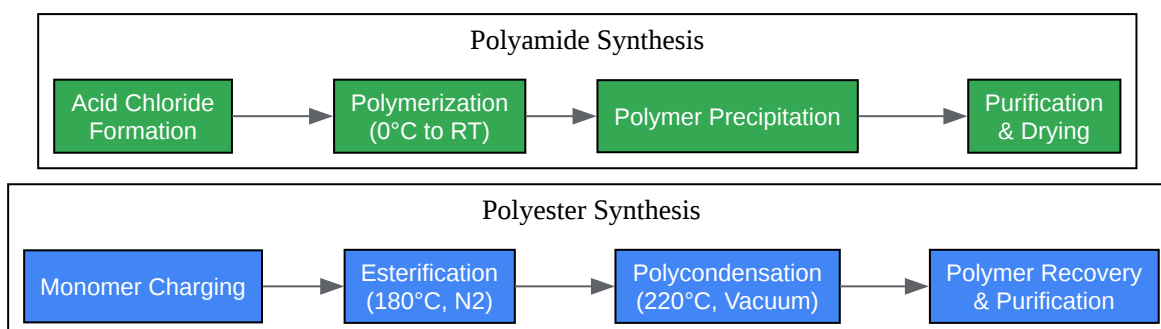 Polyamide Synthesis
Acid Chloride
Formation
Polymerization
(0°C to RT)
Polymer Precipitation
Purification
& Drying
Polyester Synthesis
Monomer Charging
Esterification
(180°C, N2)
Polycondensation
(220°C, Vacuum)
Polymer Recovery
& Purification